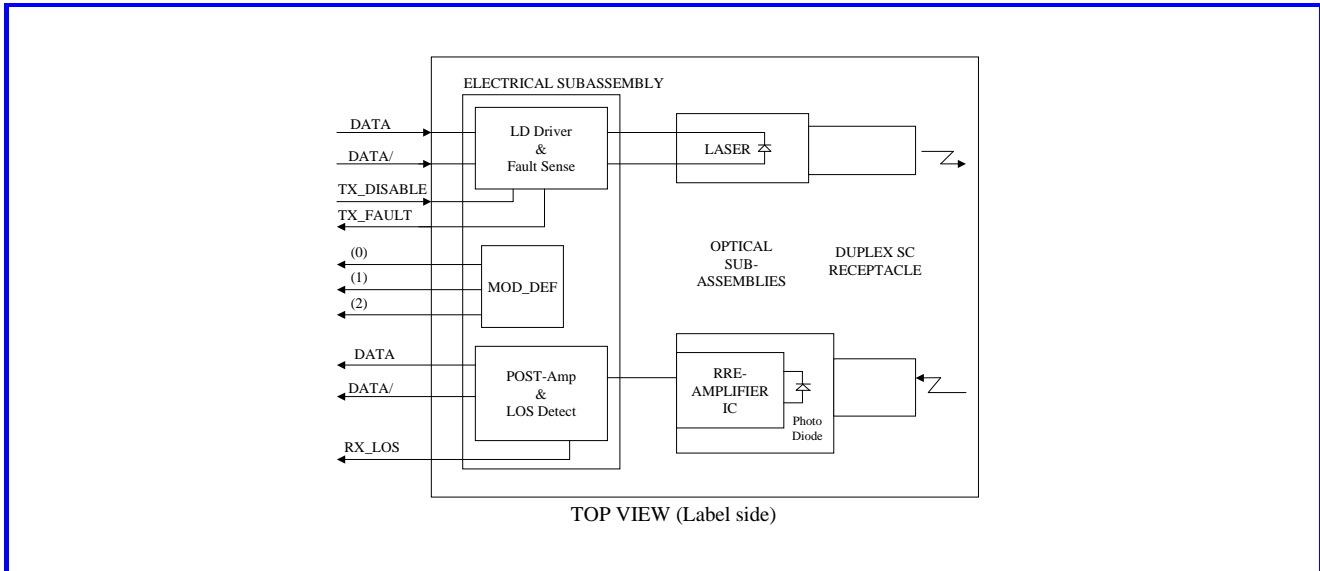 ELECTRICAL SUBASSEMBLY
DATA
DATA/
TX_DISABLE
TX_FAULT
LD Driver
&
Fault Sense
LASER
(0)
(1)
(2)
MOD_DEF
OPTICAL
SUB-
ASSEMBLIES
DUPLEX SC
RECEPTACLE
DATA
DATA/
RX_LOS
POST-Amp
&
LOS Detect
RRE-
AMPLIFIER
IC
Photo
Diode
TOP VIEW (Label side)